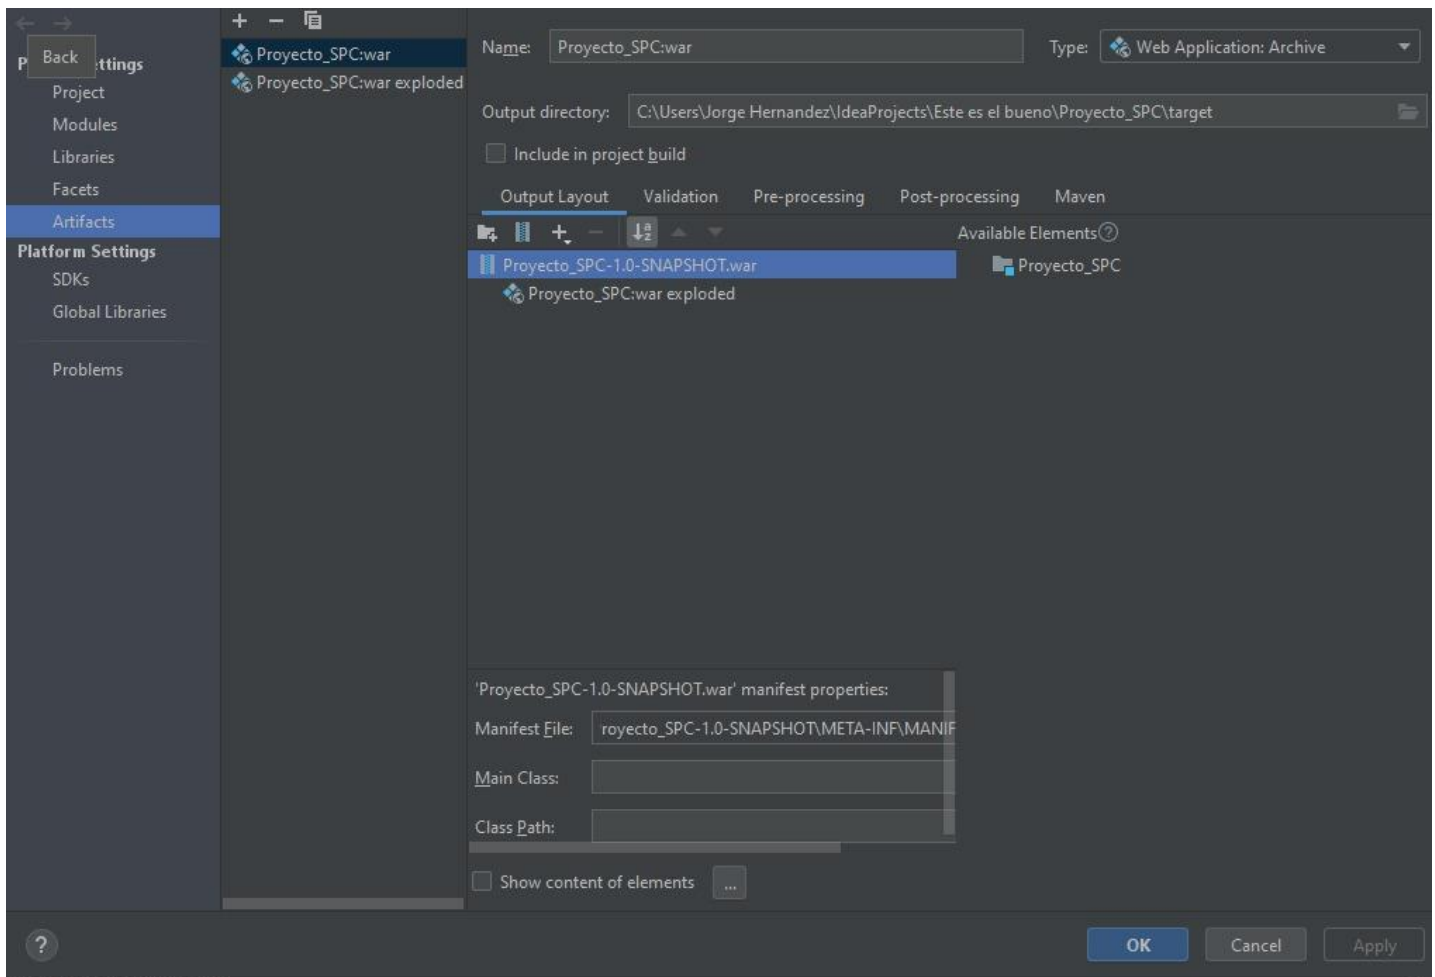 Back
ttings
Project
Modules
Libraries
Facets
Artifacts
Platform Settings
SDKs
Global Libraries
Problems
Proyecto_SPC:war
Proyecto_SPC:war exploded
Name: Proyecto_SPC:war Type: Web Application: Archive
Output directory: C:\Users\Jorge Hernandez\IdeaProjects\Este es el bueno\Proyecto_SPC\target
Include in project build
Output Layout Validation Pre-processing Post-processing Maven
Available Elements
Proyecto_SPC-1.0-SNAPSHOT.war
Proyecto_SPC:war exploded
Proyecto_SPC
'Proyecto_SPC-1.0-SNAPSHOT.war' manifest properties:
Manifest File: royecto_SPC-1.0-SNAPSHOT\META-INF\MANIF
Main Class:
Class Path:
Show content of elements ...
? OK Cancel Apply